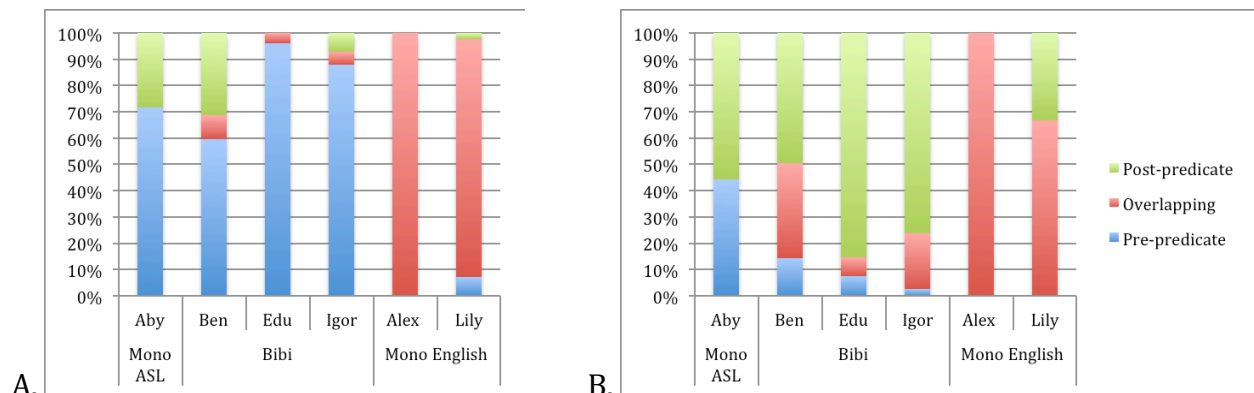 100%
90%
80%
70%
60%
50%
40%
30%
20%
10%
0%
Aby Ben Edu Igor Alex Lily
Mono ASL Bibi Mono English
A.
100%
90%
80%
70%
60%
50%
40%
30%
20%
10%
0%
Aby Ben Edu Igor Alex Lily
Mono ASL Bibi Mono English
B.
Post-predicate
Overlapping
Pre-predicate